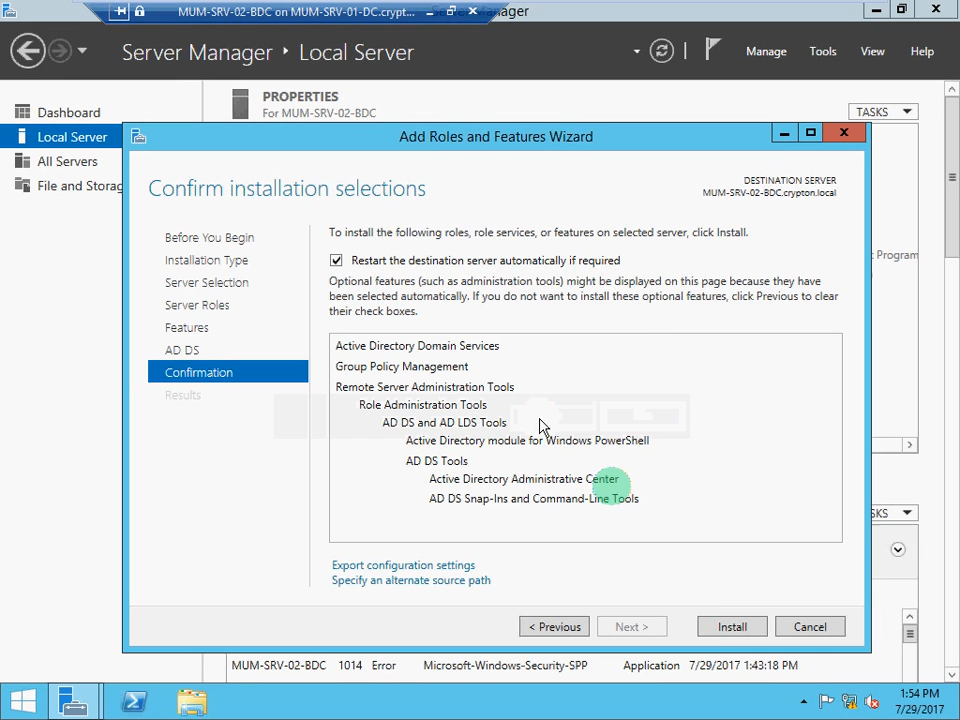 MUM-SRV-02-BDC on MUM-SRV-01-DC.crypt...
Manager
Server Manager
Local Server
Manage
Tools
View
Help
Dashboard
Local Server
All Servers
File and Storag
PROPERTIES
For MUM-SRV-02-BDC
TASKS
Add Roles and Features Wizard
Confirm installation selections
DESTINATION SERVER
MUM-SRV-02-BDC.crypton.local
Before You Begin
Installation Type
Server Selection
Server Roles
Features
AD DS
Confirmation
Results
To install the following roles, role services, or features on selected server, click Install.
Restart the destination server automatically if required
Optional features (such as administration tools) might be displayed on this page because they have
been selected automatically. If you do not want to install these optional features, click Previous to clear
their check boxes.
Active Directory Domain Services
Group Policy Management
Remote Server Administration Tools
Role Administration Tools
AD DS and AD LDS Tools
Active Directory module for Windows PowerShell
AD DS Tools
Active Directory Administrative Center
AD DS Snap-Ins and Command-Line Tools
Export configuration settings
Specify an alternate source path
< Previous
Next >
Install
Cancel
t Program
SKS
MUM-SRV-02-BDC 1014 Error Microsoft-Windows-Security-SPP Application 7/29/2017 1:43:18 PM
1:54 PM
7/29/2017